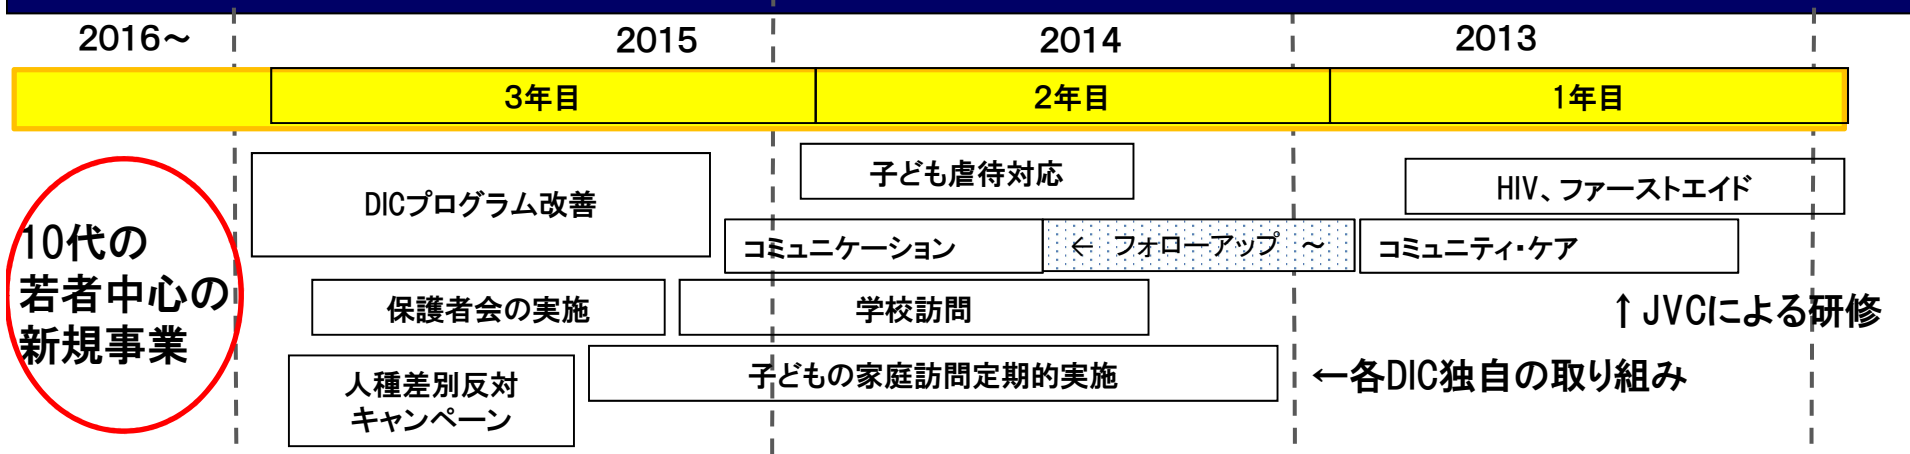 2016～
2015
2014
2013
3年目
2年目
1年目
子ども虐待対応
HIV、ファーストエイド
DICプログラム改善
コミュニケーション
← フォローアップ ～
コミュニティ・ケア
10代の
若者中心の
新規事業
保護者会の実施
学校訪問
↑JVCによる研修
人種差別反対
キャンペーン
子どもの家庭訪問定期的実施
←各DIC独自の取り組み